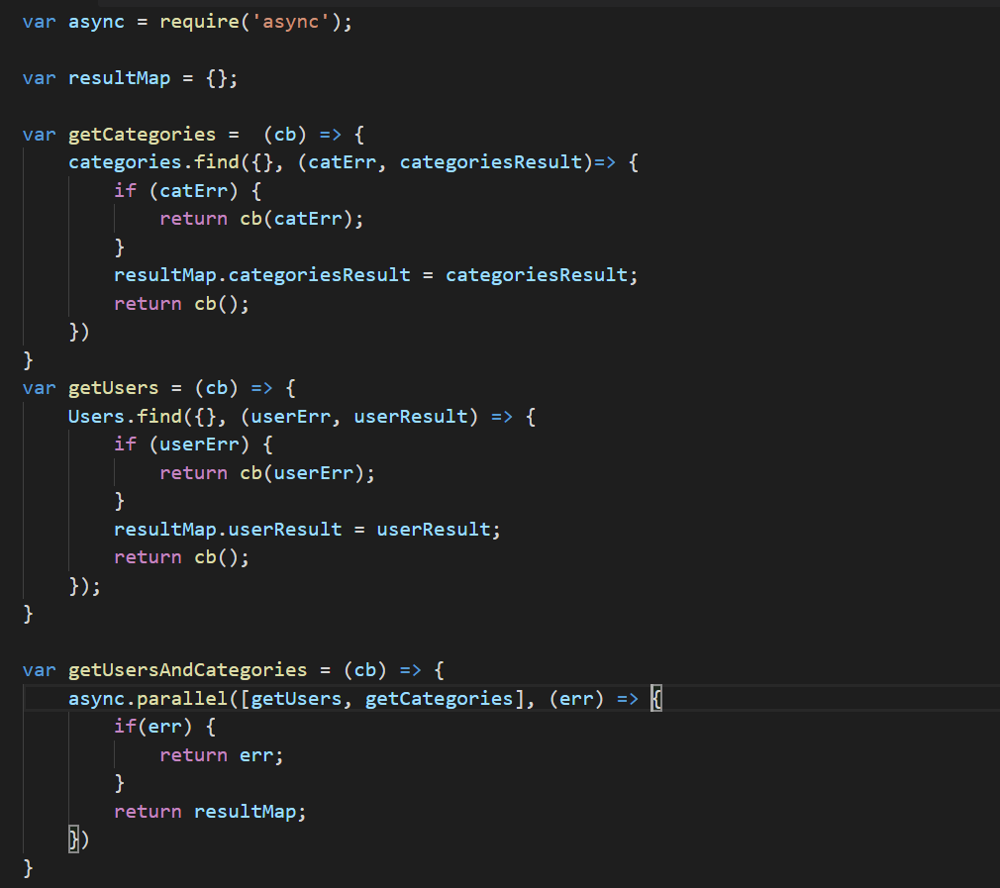 var async = require('async');

var resultMap = {};

var getCategories =  (cb) => {
    categories.find({}, (catErr, categoriesResult)=> {
        if (catErr) {
            return cb(catErr);
        }
        resultMap.categoriesResult = categoriesResult;
        return cb();
    })
}
var getUsers = (cb) => {
    Users.find({}, (userErr, userResult) => {
        if (userErr) {
            return cb(userErr);
        }
        resultMap.userResult = userResult;
        return cb();
    });
}

var getUsersAndCategories = (cb) => {
    async.parallel([getUsers, getCategories], (err) => {
        if(err) {
            return err;
        }
        return resultMap;
    })
}